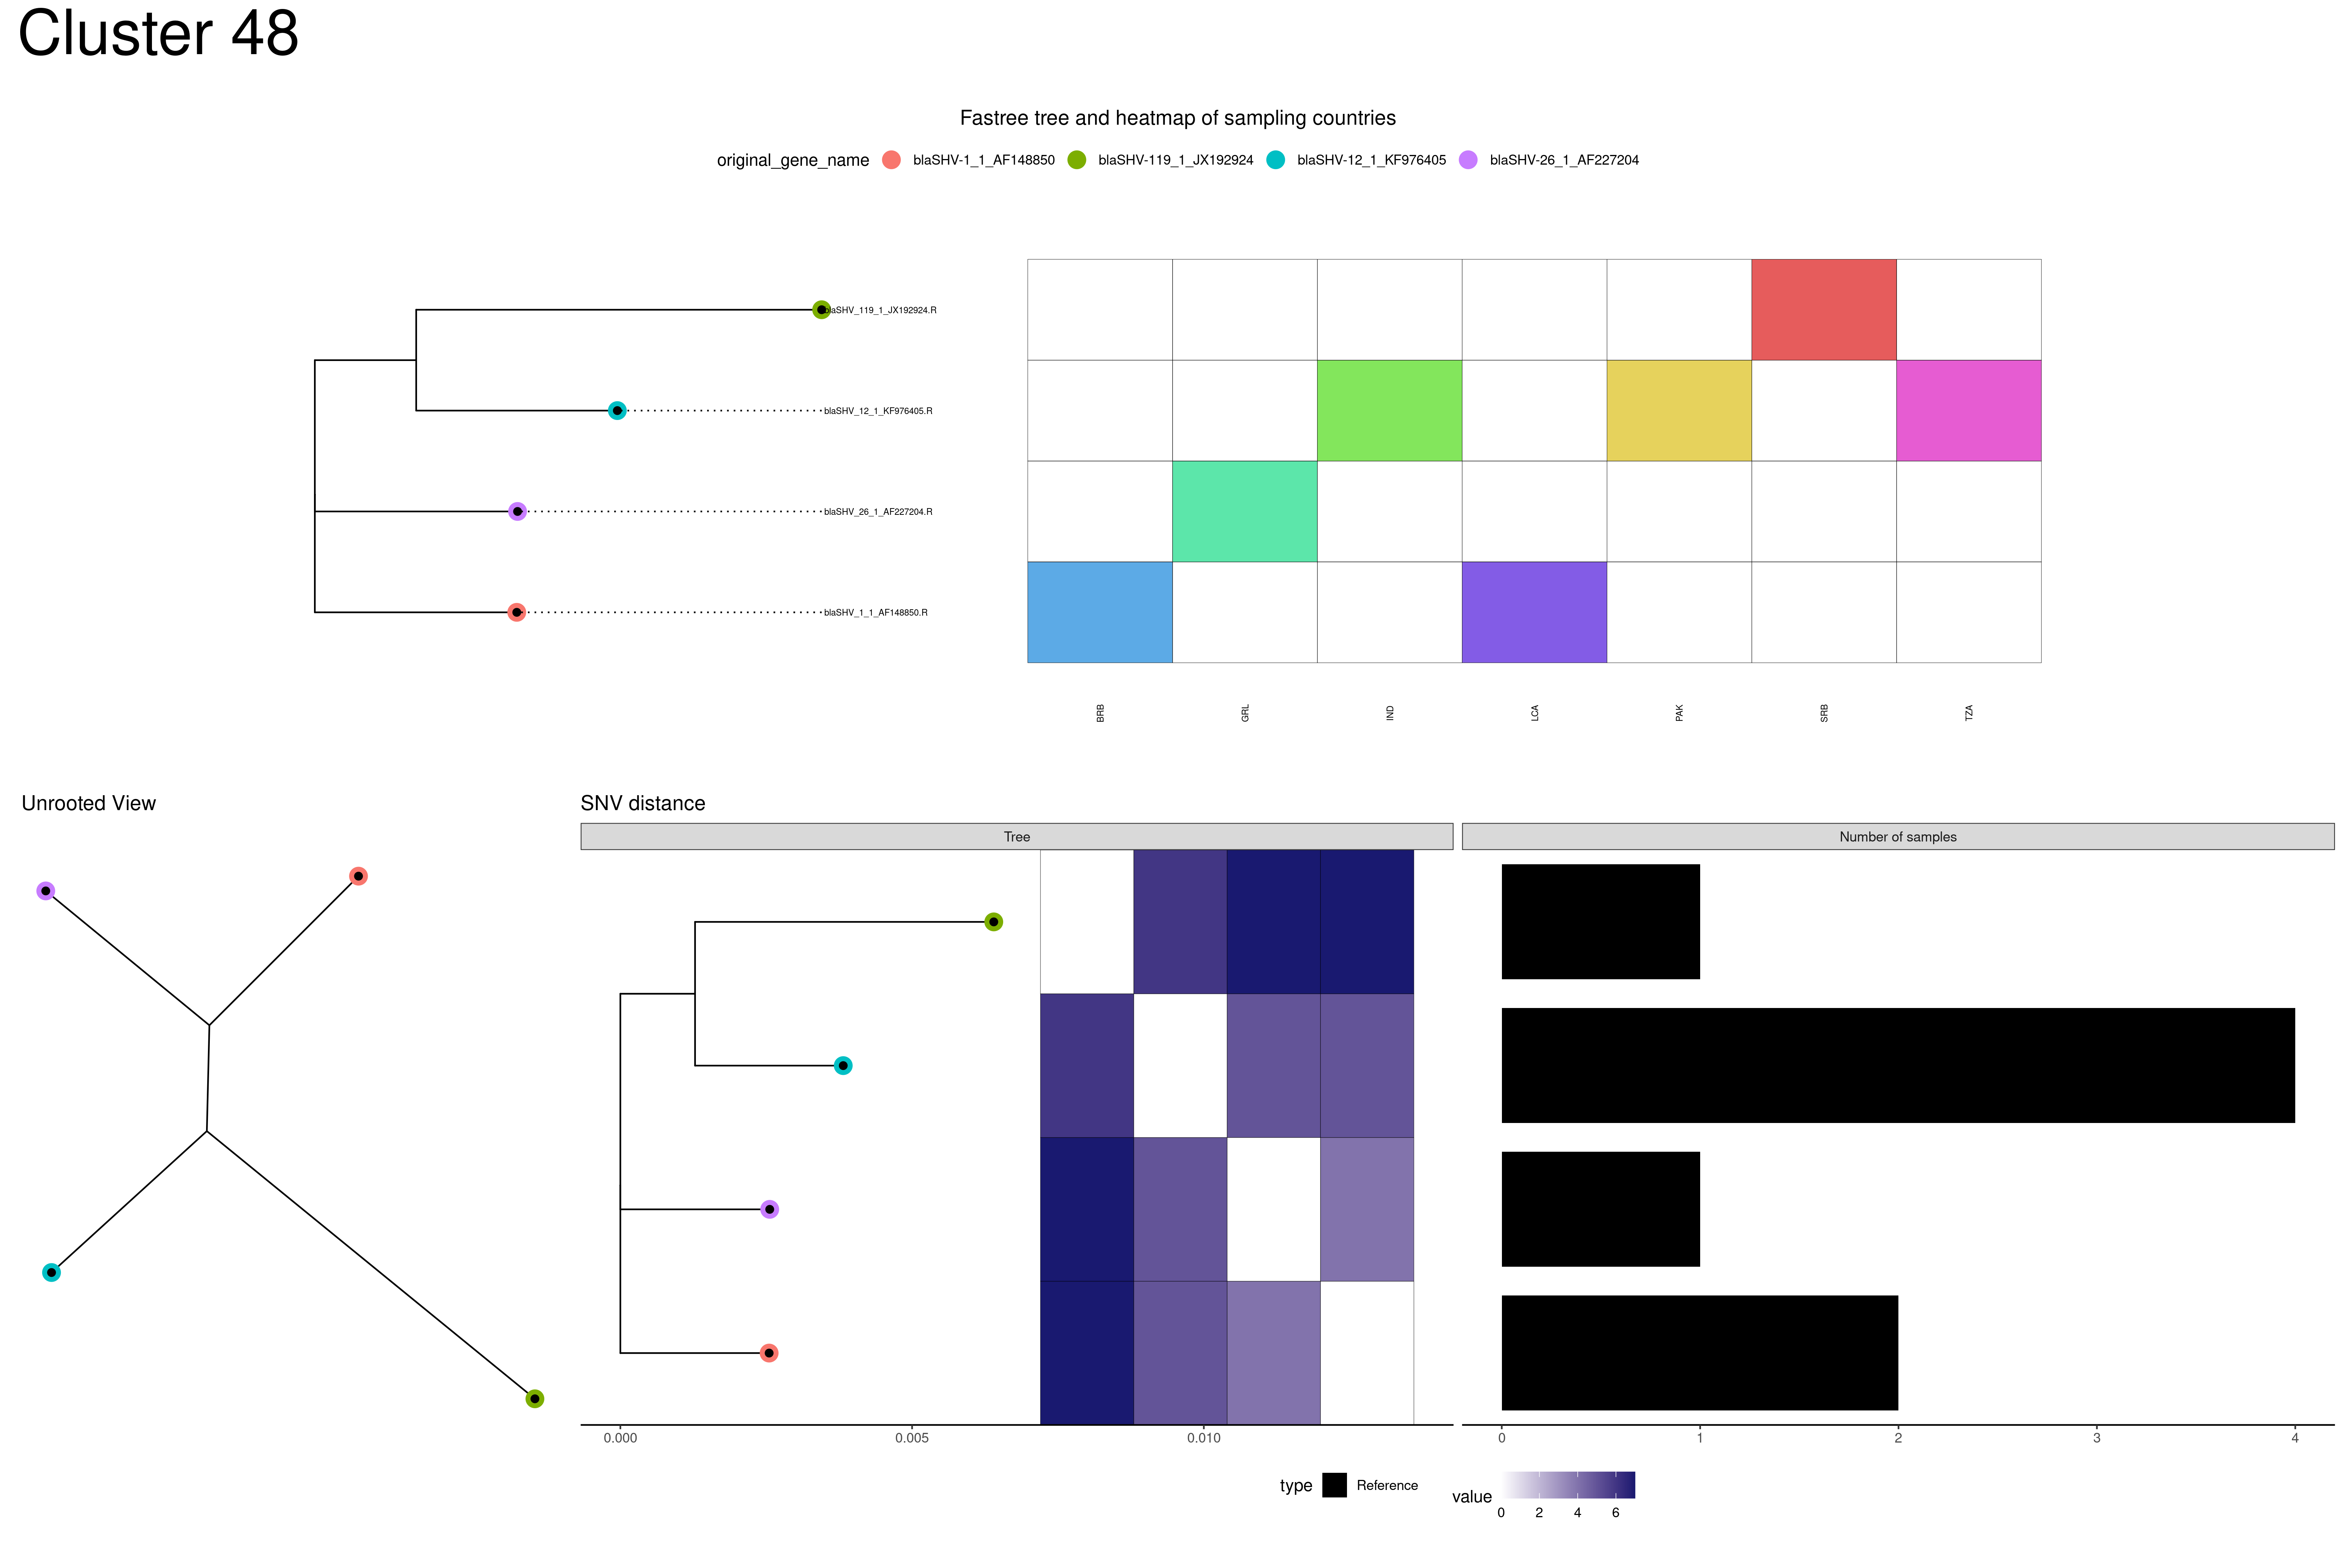 Cluster 48
Fastree tree and heatmap of sampling countries
original_gene_name blaSHV-1_1_AF148850 blaSHV-119_1_JX192924 blaSHV-12_1_KF976405 blaSHV-26_1_AF227204
blaSHV_119_1_JX192924.R
blaSHV_12_1_KF976405.R
blaSHV_26_1_AF227204.R
blaSHV_1_1_AF148850.R
BRB GRL IND LCA PAK SRB TZA
Unrooted View
SNV distance
Tree
Number of samples
0.000 0.005 0.010
0 1 2 3 4
type Reference
value
0 2 4 6